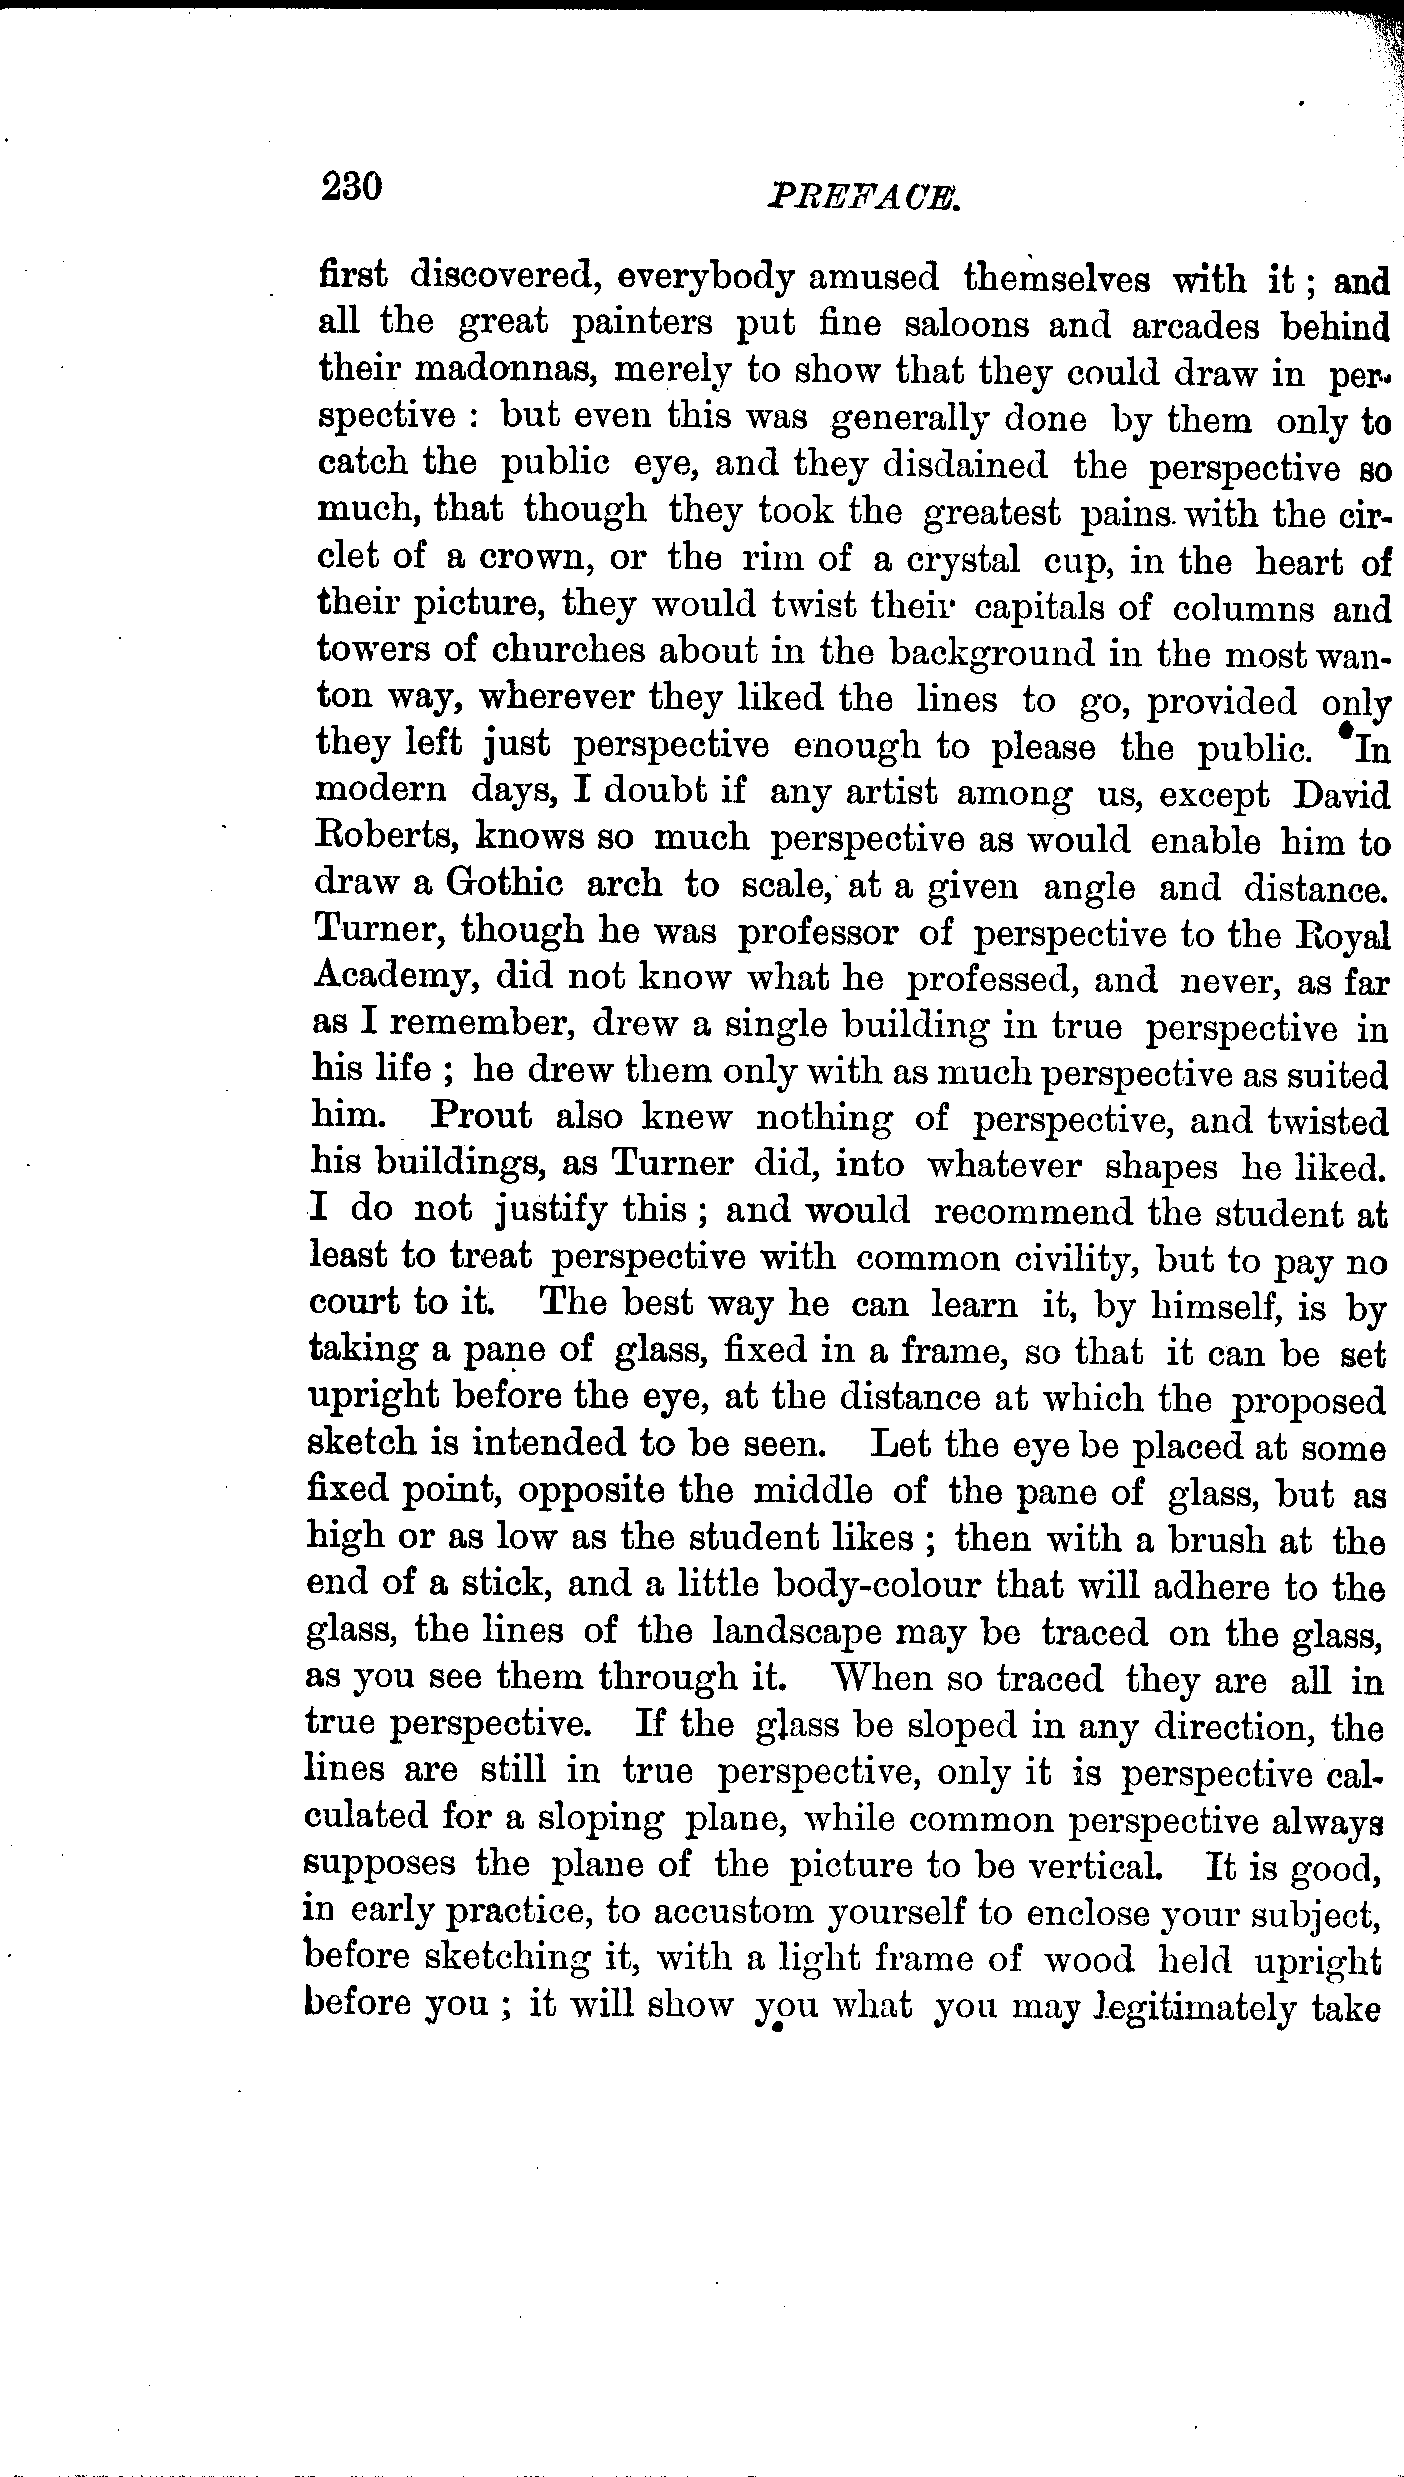 230
PREFACE.
first discovered, everybody amused themselves with it ; and
all the great painters put fine saloons and arcades behind
their madonnas, merely to show that they could draw in per-
spective : but even this was generally done by them only to
catch the public eye, and they disdained the perspective so
much, that though they took the greatest pains with the cir-
clet of a crown, or the rim of a crystal cup, in the heart of
their picture, they would twist their capitals of columns and
towers of churches about in the background in the most wan-
ton way, wherever they liked the lines to go, provided only
they left just perspective enough to please the public. In
modern days, I doubt if any artist among us, except David
Roberts, knows so much perspective as would enable him to
draw a Gothic arch to scale, at a given angle and distance.
Turner, though he was professor of perspective to the Royal
Academy, did not know what he professed, and never, as far
as I remember, drew a single building in true perspective in
his life ; he drew them only with as much perspective as suited
him. Prout also knew nothing of perspective, and twisted
his buildings, as Turner did, into whatever shapes he liked.
I do not justify this ; and would recommend the student at
least to treat perspective with common civility, but to pay no
court to it. The best way he can learn it, by himself, is by
taking a pane of glass, fixed in a frame, so that it can be set
upright before the eye, at the distance at which the proposed
sketch is intended to be seen. Let the eye be placed at some
fixed point, opposite the middle of the pane of glass, but as
high or as low as the student likes ; then with a brush at the
end of a stick, and a little body-colour that will adhere to the
glass, the lines of the landscape may be traced on the glass,
as you see them through it. When so traced they are all in
true perspective. If the glass be sloped in any direction, the
lines are still in true perspective, only it is perspective cal-
culated for a sloping plane, while common perspective always
supposes the plane of the picture to be vertical. It is good,
in early practice, to accustom yourself to enclose your subject,
before sketching it, with a light frame of wood held upright
before you ; it will show you what you may legitimately take